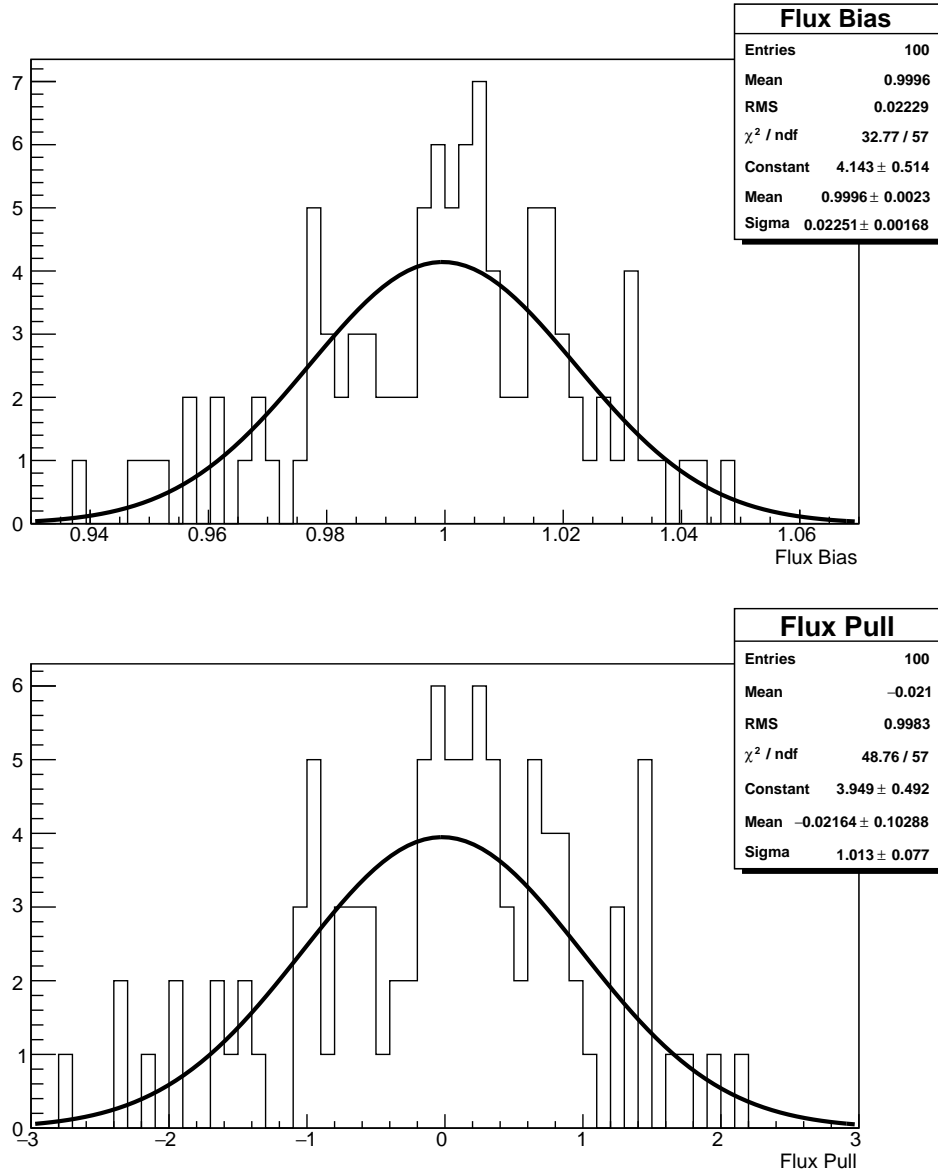 Flux Bias
Entries 100
Mean 0.9996
RMS 0.02229
χ² / ndf 32.77 / 57
Constant 4.143 ± 0.514
Mean 0.9996 ± 0.0023
Sigma 0.02251 ± 0.00168
7
6
5
4
3
2
1
0
0.94 0.96 0.98 1 1.02 1.04 1.06
Flux Bias
Flux Pull
Entries 100
Mean −0.021
RMS 0.9983
χ² / ndf 48.76 / 57
Constant 3.949 ± 0.492
Mean −0.02164 ± 0.10288
Sigma 1.013 ± 0.077
6
5
4
3
2
1
0
−3 −2 −1 0 1 2 3
Flux Pull